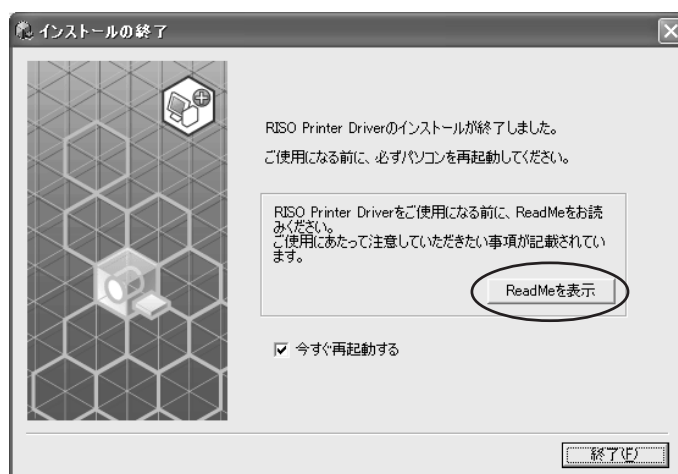 インストールの終了
RISO Printer Driverのインストールが終了しました。
ご使用になる前に、必ずパソコンを再起動してください。
RISO Printer Driverをご使用になる前に、ReadMeをお読
みください。
ご使用にあたって注意していただきたい事項が記載されてい
ます。
ReadMeを表示
今すぐ再起動する
終了(F)